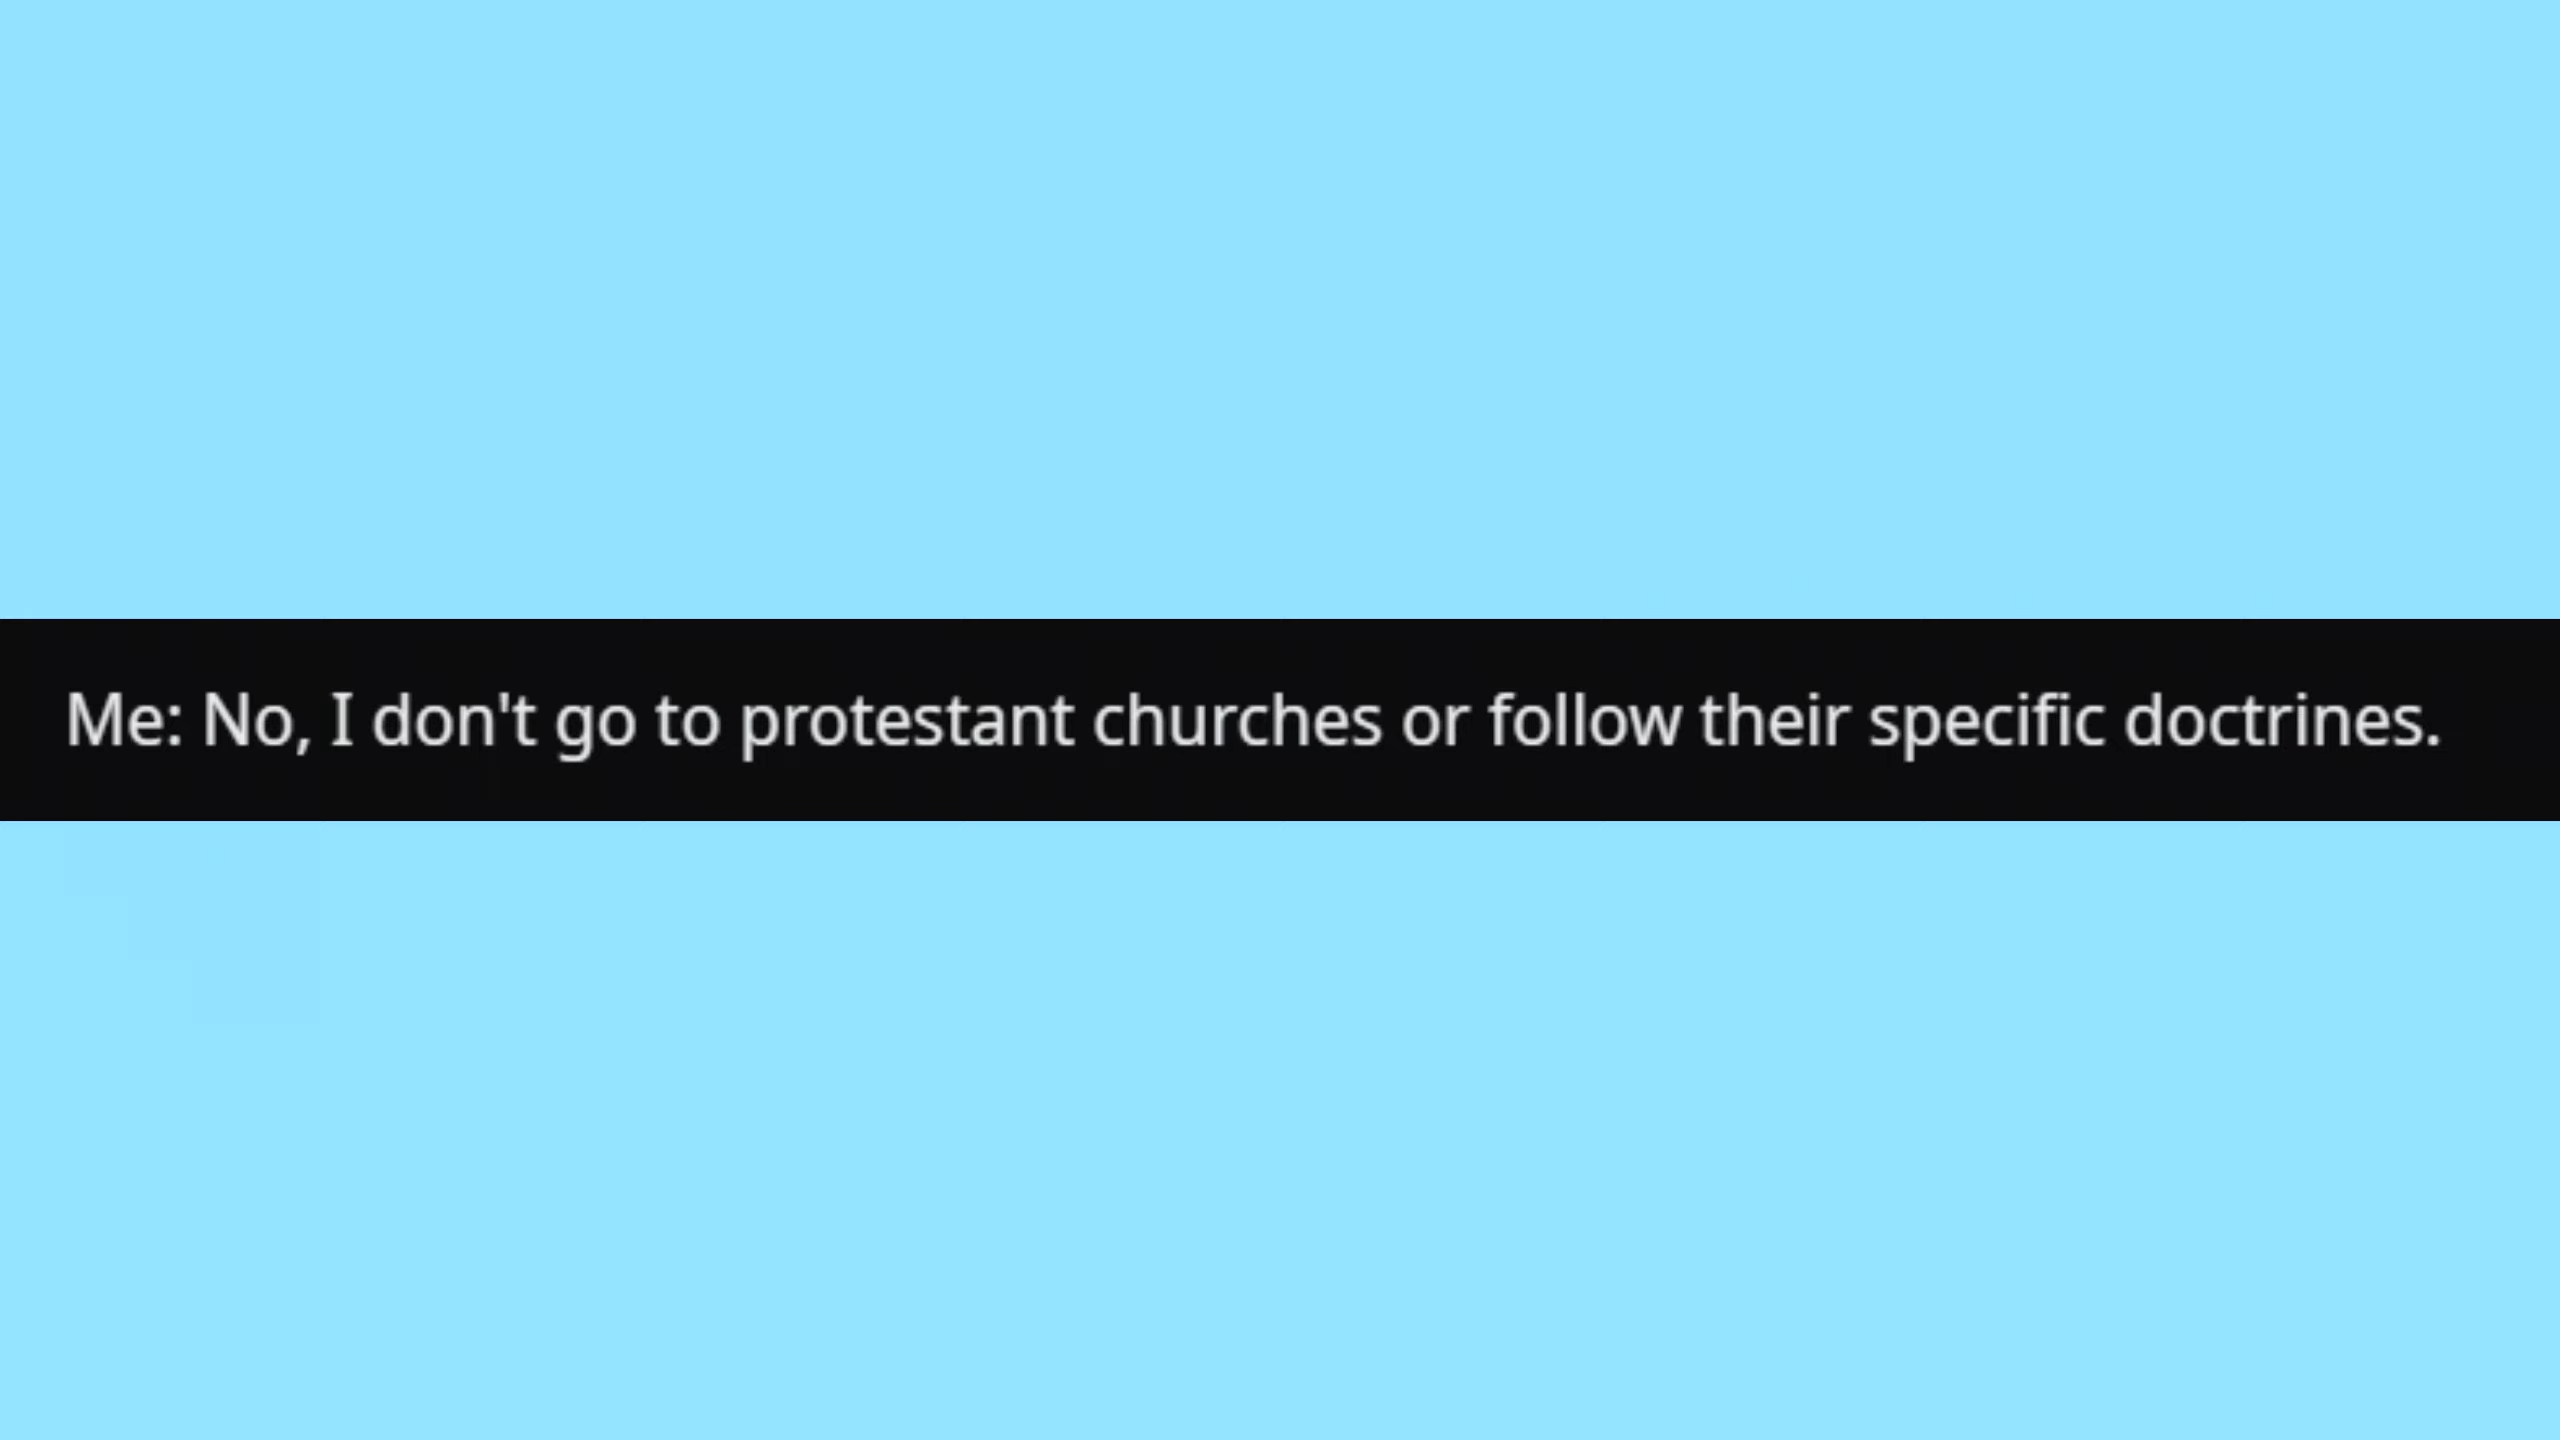 Me: No, I don't go to protestant churches or follow their specific doctrines.